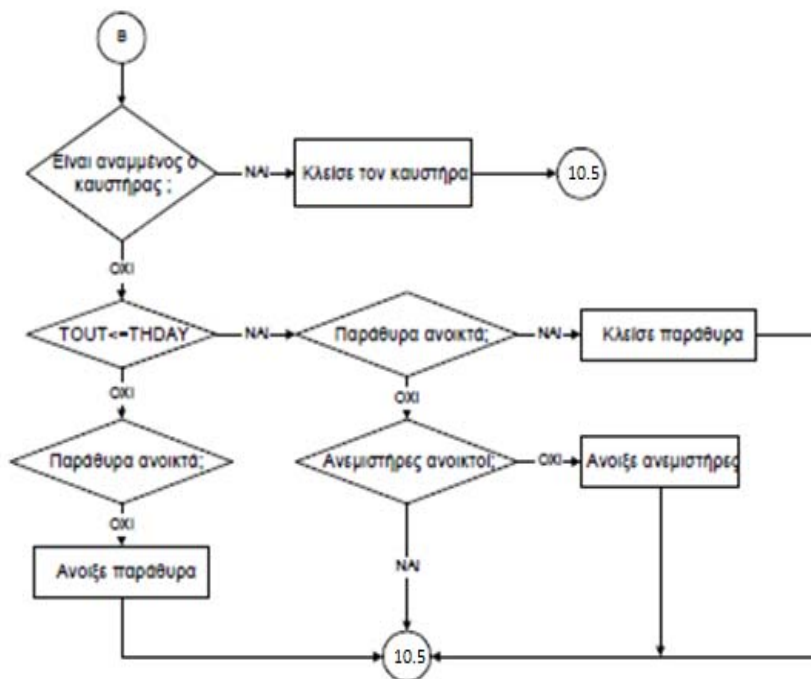 B
Είναι αναμμένος ο
καυστήρας ;
ΝΑΙ
Κλείσε τον καυστήρα
10.5
ΟΧΙ
TOUT<=THDAY
ΝΑΙ
Παράθυρα ανοικτά;
ΝΑΙ
Κλείσε παράθυρα
ΟΧΙ
ΟΧΙ
Παράθυρα ανοικτά;
Ανεμιστήρες ανοικτοί;
ΟΧΙ
Ανοιξε ανεμιστήρες
ΟΧΙ
Ανοιξε παράθυρα
ΝΑΙ
10.5